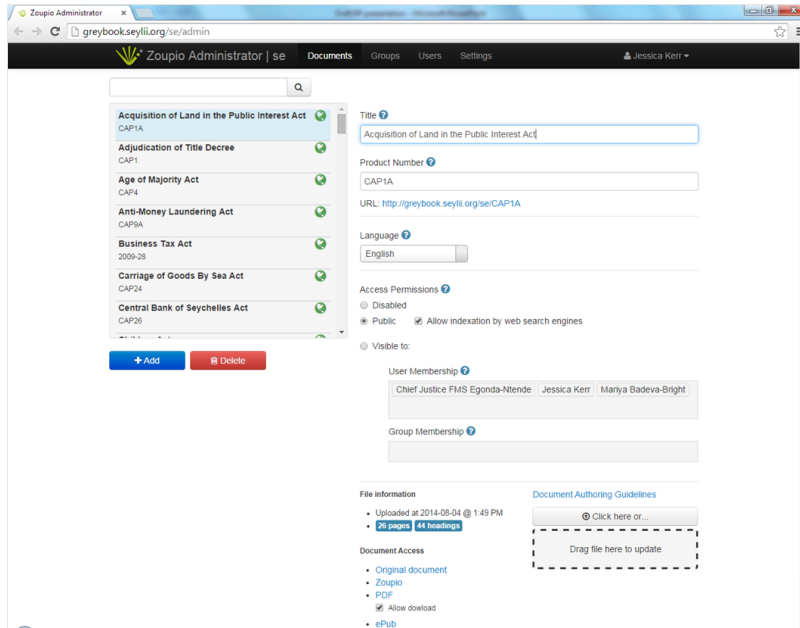 Zoupio Administrator
greybook.seylii.org/se/admin
Zoupio Administrator | se
Documents
Groups
Users
Settings
Jessica Kerr
Acquisition of Land in the Public Interest Act
CAP1A
Adjudication of Title Decree
CAP1
Age of Majority Act
CAP4
Anti-Money Laundering Act
CAP9A
Business Tax Act
2009-28
Carriage of Goods By Sea Act
CAP24
Central Bank of Seychelles Act
CAP26
+ Add
Delete
Title
Acquisition of Land in the Public Interest Act
Product Number
CAP1A
URL: http://greybook.seylii.org/se/CAP1A
Language
English
Access Permissions
Disabled
Public
Allow indexation by web search engines
Visible to:
User Membership
Chief Justice FMS Egonda-Ntende
Jessica Kerr
Mariya Badeva-Bright
Group Membership
File information
Uploaded at 2014-08-04 @ 1:49 PM
26 pages
44 headings
Document Access
Original document
Zoupio
PDF
Allow dowload
ePub
Document Authoring Guidelines
Click here or...
Drag file here to update